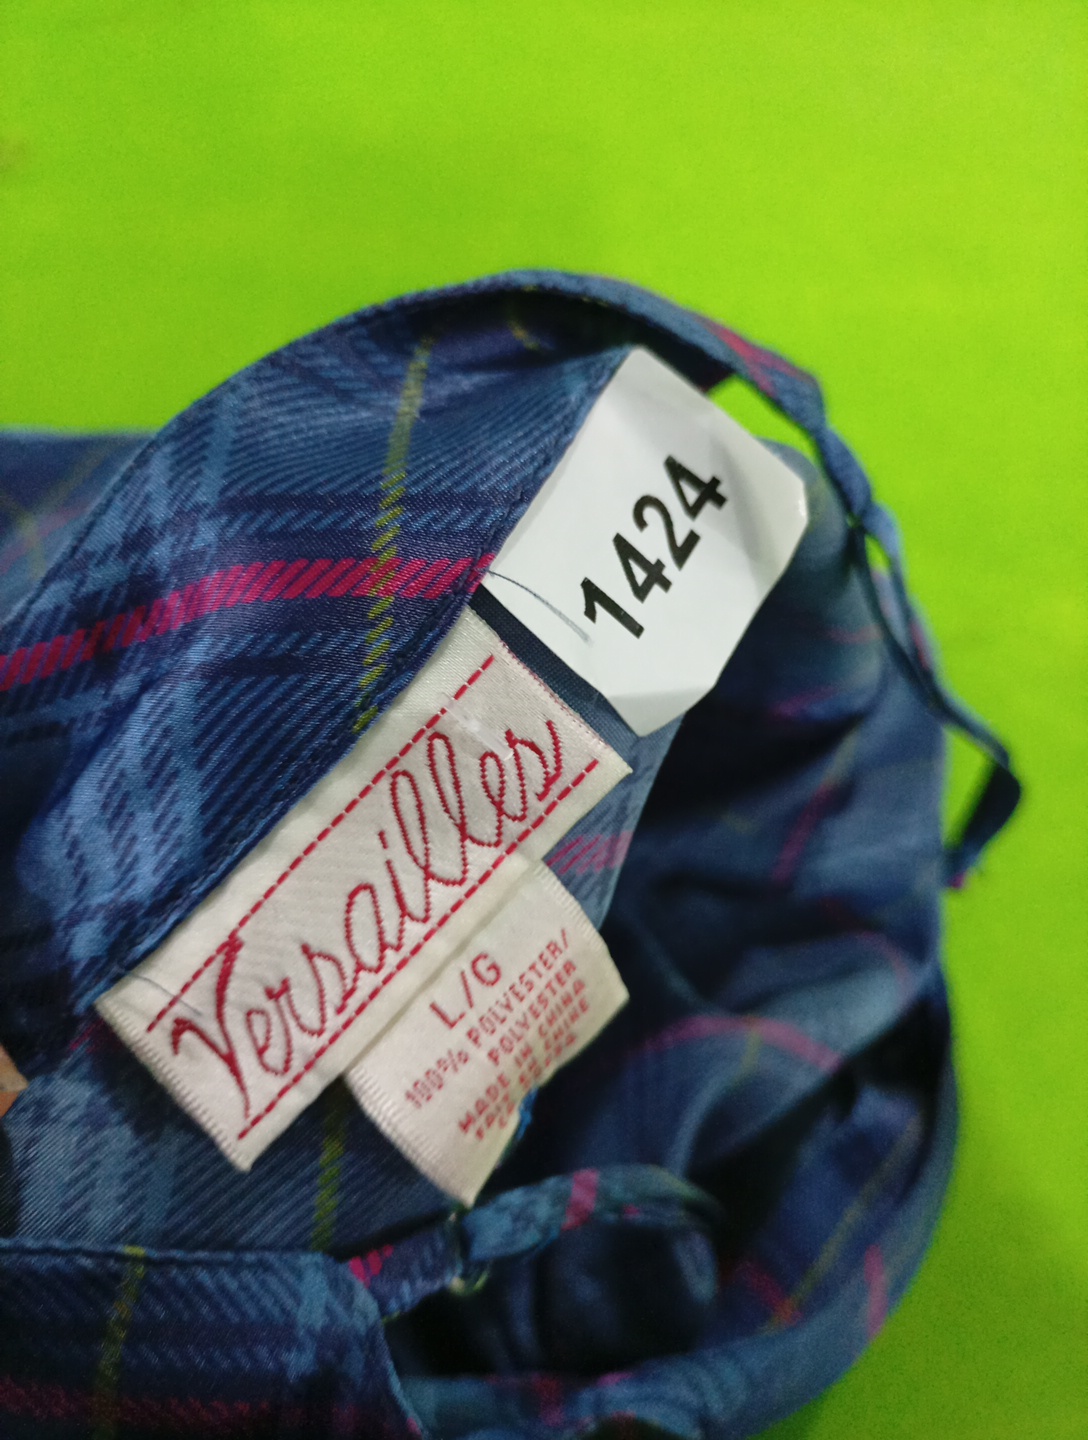 1424
Versailles
L/G
100% POLYESTER/
POLYESTER
MADE IN CHINA